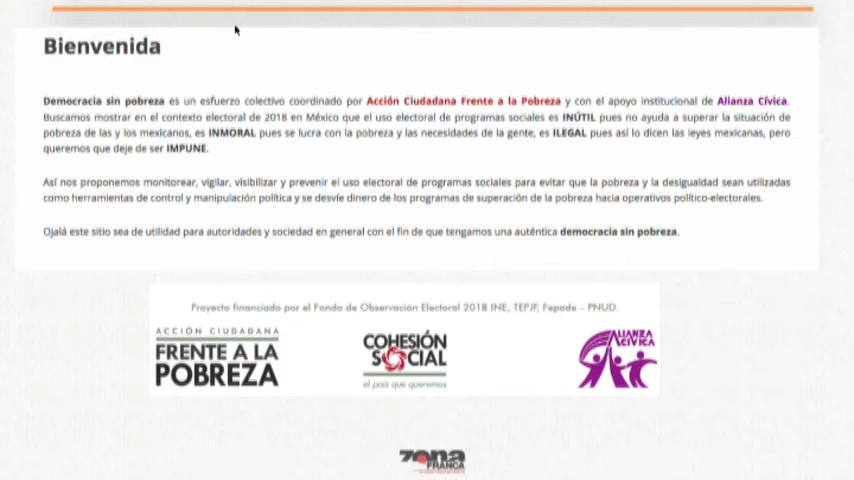 Bienvenida
Democracia sin pobreza es un esfuerzo colectivo coordinado por Acción Ciudadana Frente a la Pobreza y con el apoyo institucional de Alianza Cívica.
Buscamos mostrar en el contexto electoral de 2018 en México que el uso electoral de programas sociales es INÚTIL pues no ayuda a superar la situación de
pobreza de las y los mexicanos, es INMORAL pues se lucra con la pobreza y las necesidades de la gente, es ILEGAL pues así lo dicen las leyes mexicanas, pero
queremos que deje de ser IMPUNE.
Así nos proponemos monitorear, vigilar, visibilizar y prevenir el uso electoral de programas sociales para evitar que la pobreza y la desigualdad sean utilizadas
como herramientas de control y manipulación política y se desvíe dinero de los programas de superación de la pobreza hacia operativos político-electorales.
Ojalá este sitio sea de utilidad para autoridades y sociedad en general con el fin de que tengamos una auténtica democracia sin pobreza.
Proyecto financiado por el Fondo de Observación Electoral 2018 INE, TEPJF, Fepade – PNUD.
ACCIÓN CIUDADANA
FRENTE A LA
POBREZA
COHESIÓN
SOCIAL
el país que queremos
ALIANZA
CÍVICA
zona
FRANCA